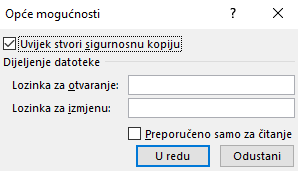 Opće mogućnosti
Uvijek stvori sigurnosnu kopiju
Dijeljenje datoteke
Lozinka za otvaranje:
Lozinka za izmjenu:
Preporučeno samo za čitanje
U redu
Odustani